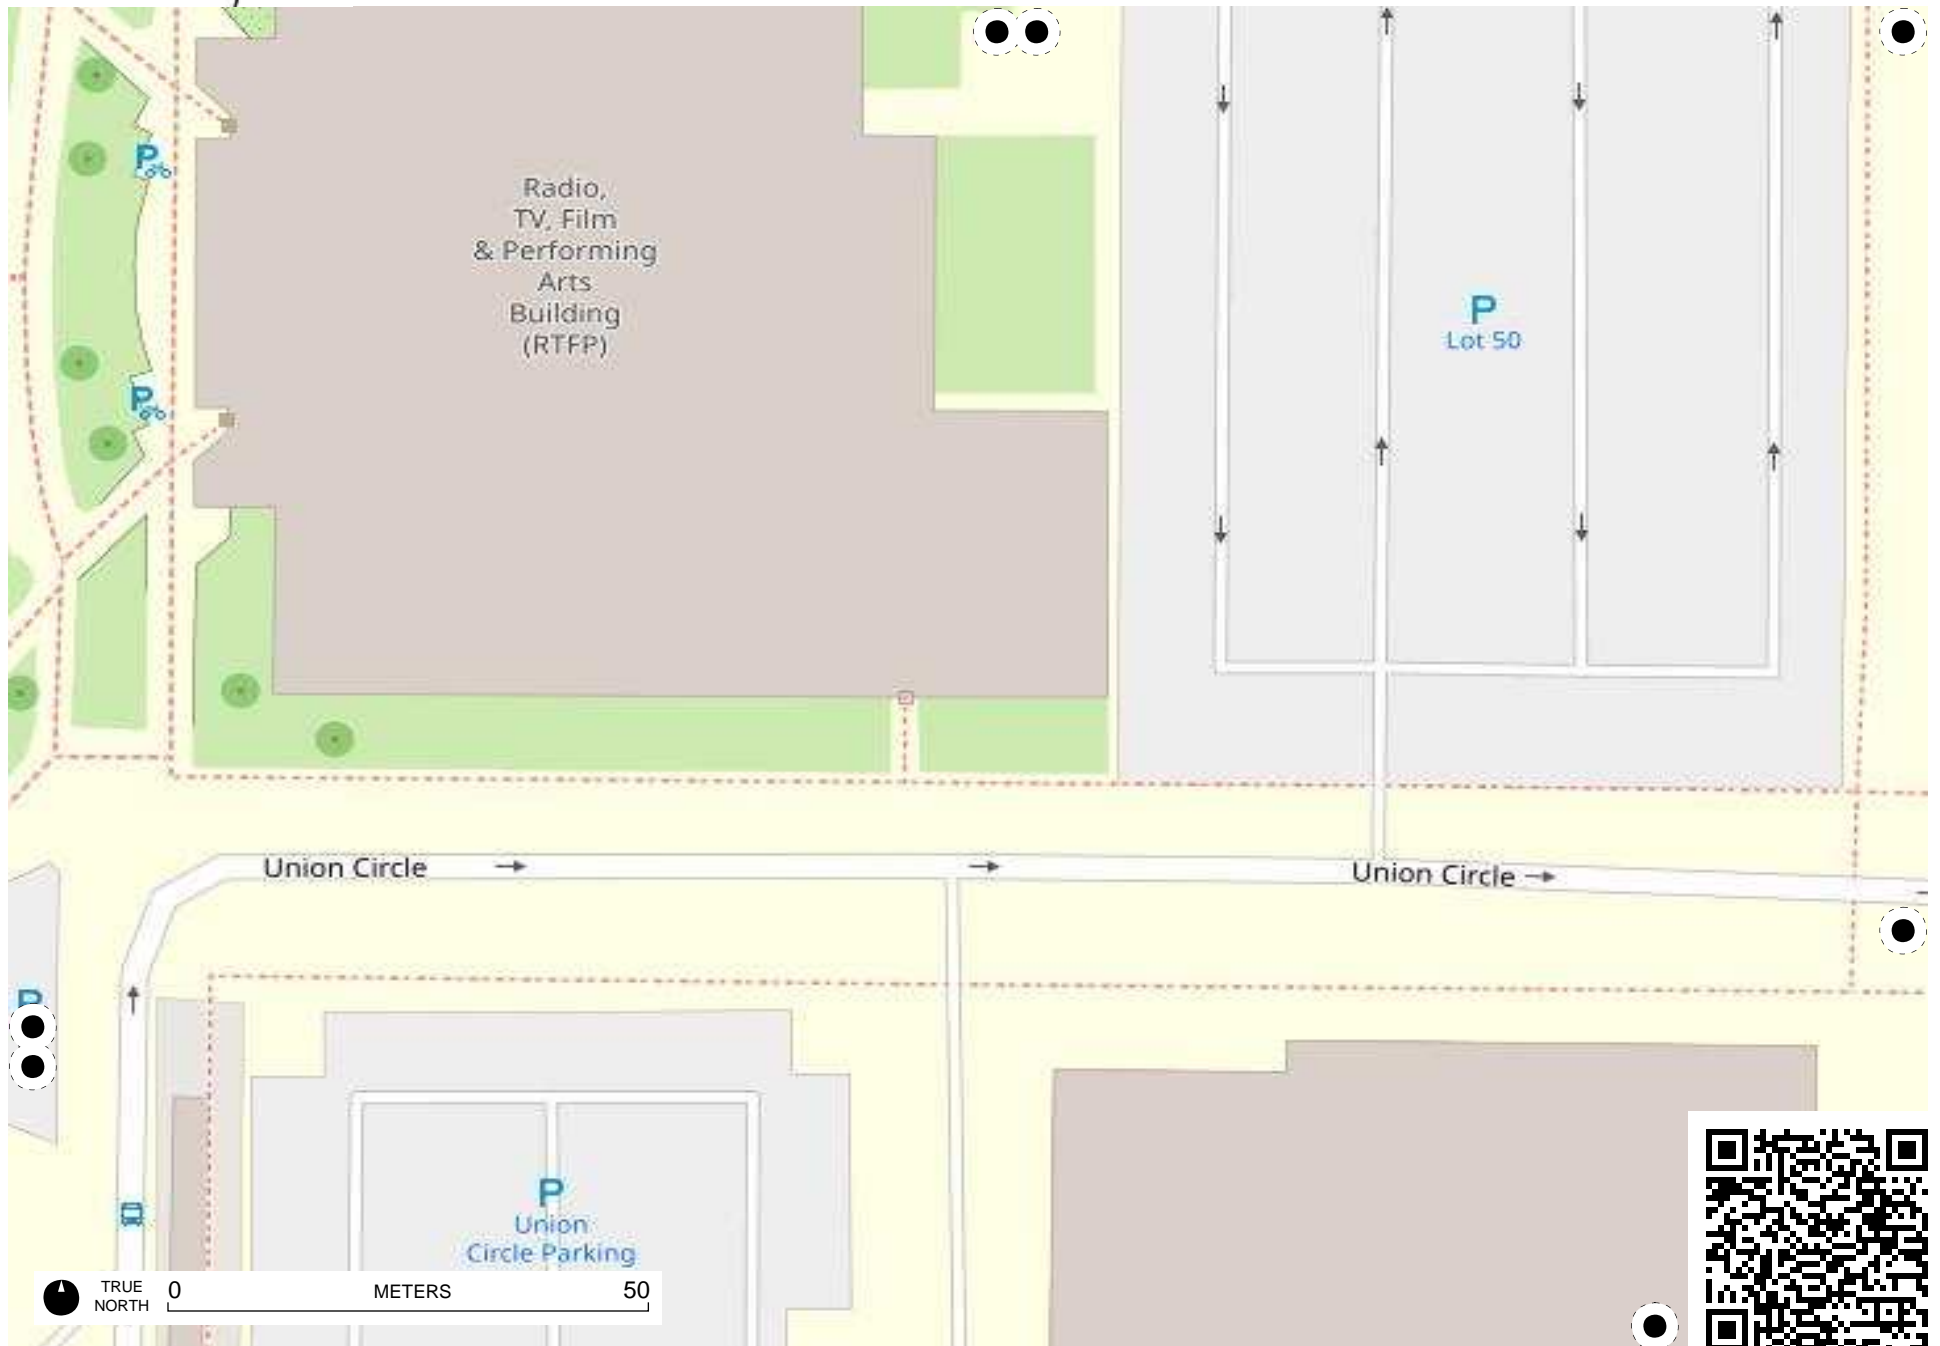 Radio,
TV, Film
& Performing
Arts
Building
(RTFP)
P
Lot 50
P
P
Union Circle
Union Circle
P
P
Union
Circle Parking
TRUE
NORTH
0 METERS 50